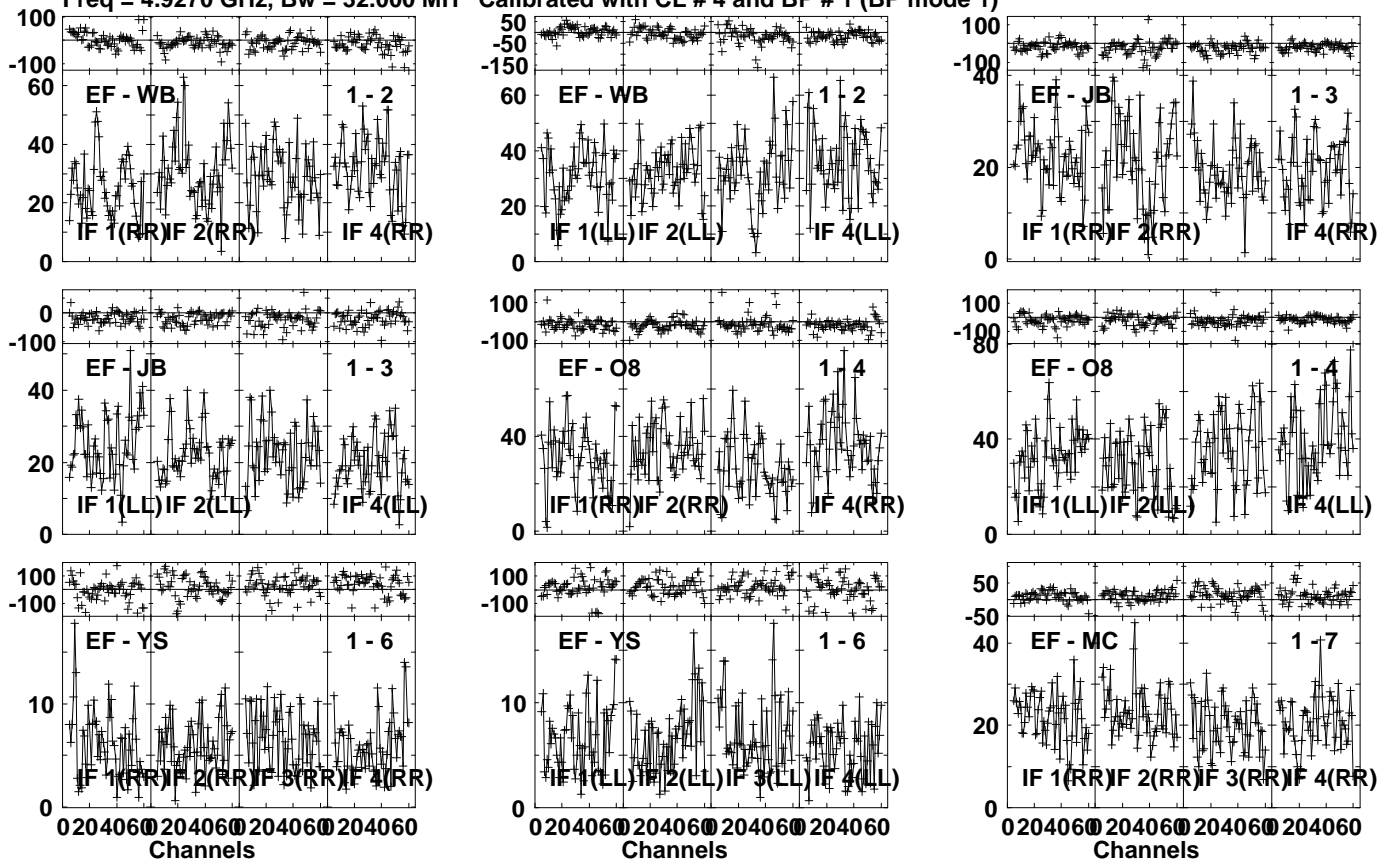 Freq = 4.9270 GHz, Bw = 32.000 MH Calibrated with CL # 4 and BP # 1 (BP mode 1)
100
-100
60
40
20
0
EF - WB 1 - 2
IF 1(RR) IF 2(RR) IF 4(RR)
50
-50
-150
60
40
20
0
EF - WB 1 - 2
IF 1(LL) IF 2(LL) IF 4(LL)
-100
40
20
0
EF - JB 1 - 3
IF 1(RR) IF 2(RR) IF 4(RR)
0
-100
40
20
0
EF - JB 1 - 3
IF 1(LL) IF 2(LL) IF 4(LL)
100
-100
40
0
EF - O8 1 - 4
IF 1(RR) IF 2(RR) IF 4(RR)
100
-100
80
40
0
EF - O8 1 - 4
IF 1(LL) IF 2(LL) IF 4(LL)
100
-100
10
0
EF - YS 1 - 6
IF 1(RR) IF 2(RR) IF 3(RR) IF 4(RR)
0 20 40 60 0 20 40 60 0 20 40 60 0 20 40 60
Channels
100
-100
10
0
EF - YS 1 - 6
IF 1(LL) IF 2(LL) IF 3(LL) IF 4(LL)
0 20 40 60 0 20 40 60 0 20 40 60 0 20 40 60
Channels
50
-50
40
20
0
EF - MC 1 - 7
IF 1(RR) IF 2(RR) IF 3(RR) IF 4(RR)
0 20 40 60 0 20 40 60 0 20 40 60 0 20 40 60
Channels